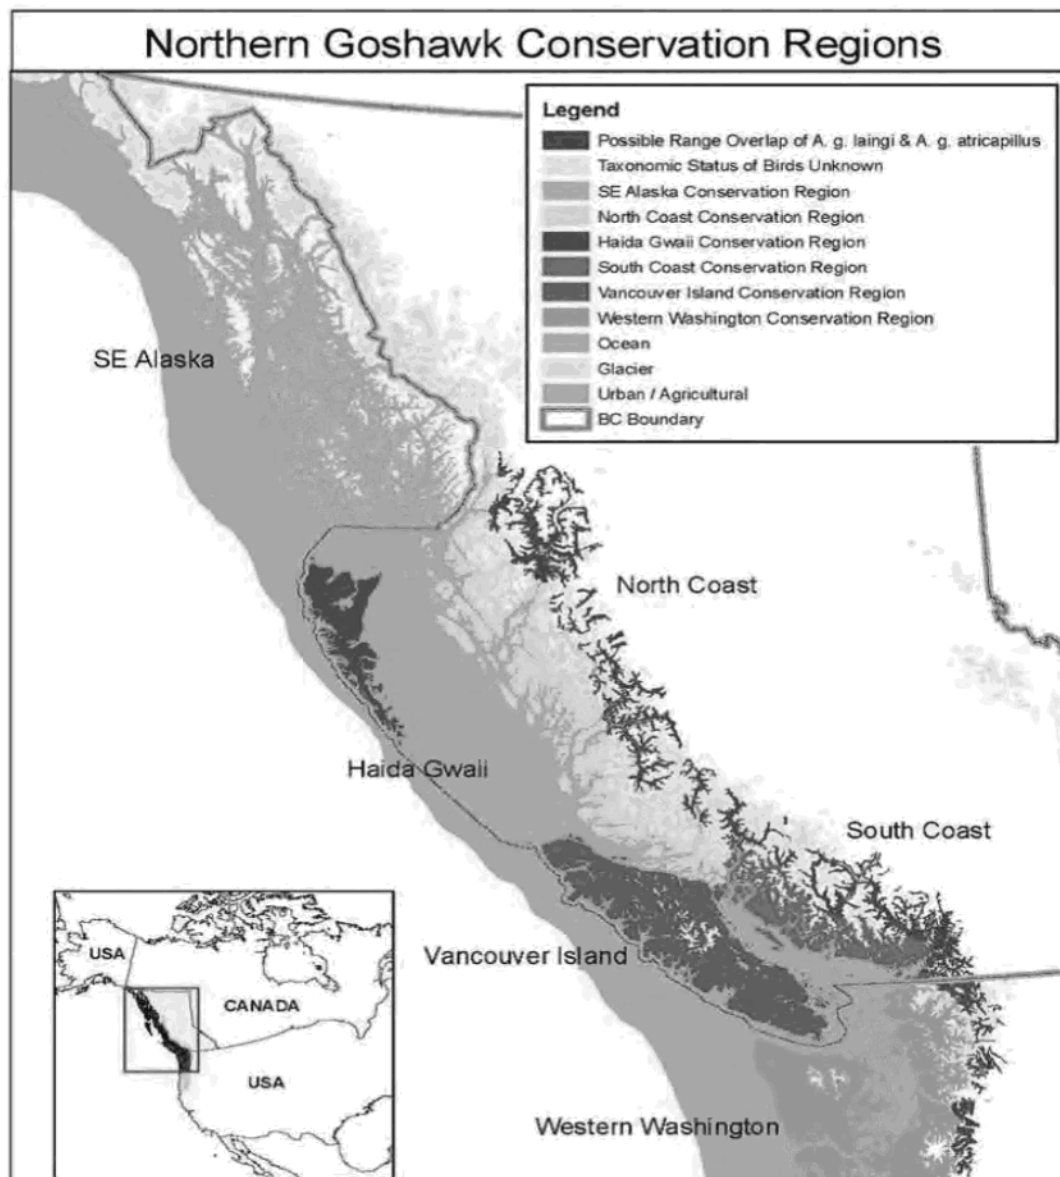 Northern Goshawk Conservation Regions
Legend
Possible Range Overlap of A. g. laingi & A. g. atricapillus
Taxonomic Status of Birds Unknown
SE Alaska Conservation Region
North Coast Conservation Region
Haida Gwaii Conservation Region
South Coast Conservation Region
Vancouver Island Conservation Region
Western Washington Conservation Region
Ocean
Glacier
Urban / Agricultural
BC Boundary
SE Alaska
North Coast
Haida Gwaii
South Coast
Vancouver Island
Western Washington
USA
CANADA
USA